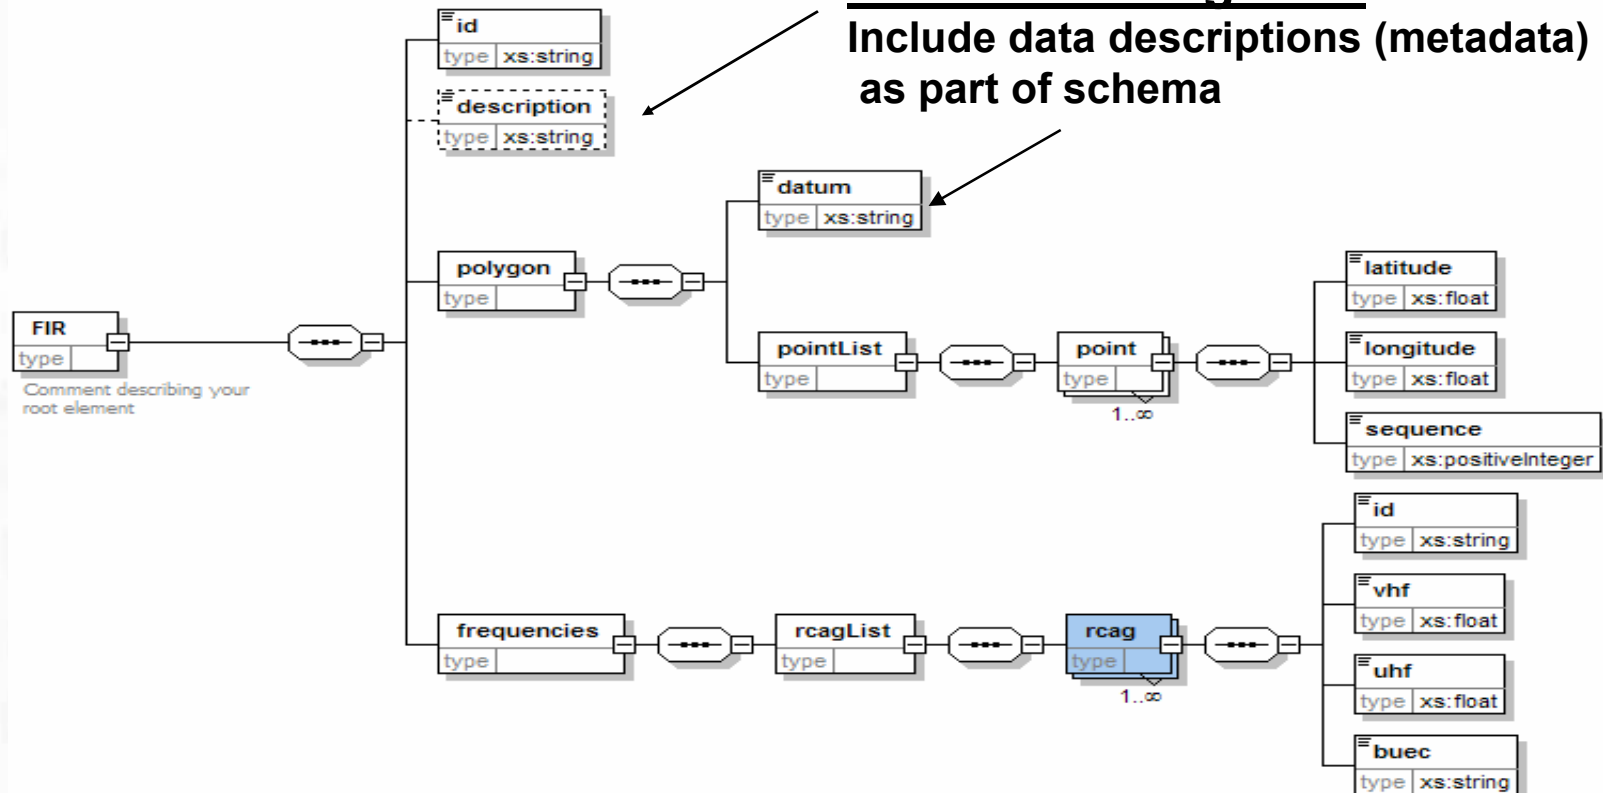 Include data descriptions (metadata)
as part of schema
id
type xs:string
description
type xs:string
datum
type xs:string
polygon
type
latitude
type xs:float
FIR
type
Comment describing your
root element
pointList
type
point
type
1..∞
longitude
type xs:float
sequence
type xs:positiveInteger
id
type xs:string
vhf
type xs:float
frequencies
type
rcagList
type
rcag
type
1..∞
uhf
type xs:float
buec
type xs:string